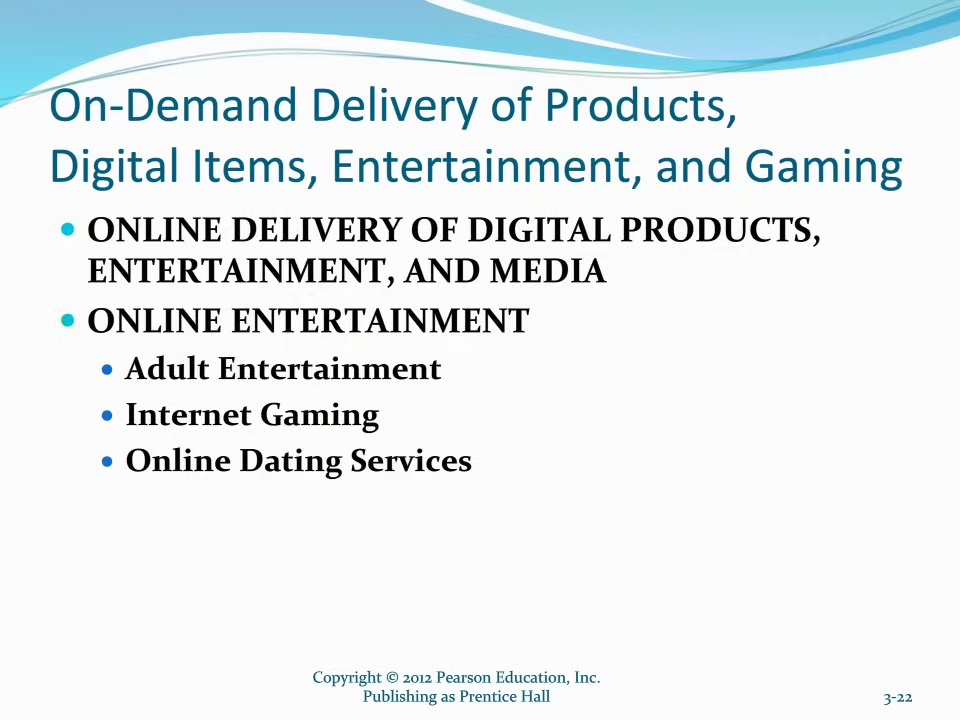 On-Demand Delivery of Products,
Digital Items, Entertainment, and Gaming
• ONLINE DELIVERY OF DIGITAL PRODUCTS,
ENTERTAINMENT, AND MEDIA
• ONLINE ENTERTAINMENT
• Adult Entertainment
• Internet Gaming
• Online Dating Services
Copyright © 2012 Pearson Education, Inc.
Publishing as Prentice Hall
3-22